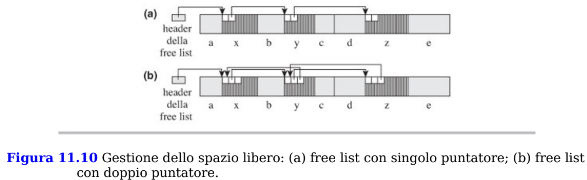 (a)
header
della
free list
a x b y c d z e
(b)
header
della
free list
a x b y c d z e
Figura 11.10 Gestione dello spazio libero: (a) free list con singolo puntatore; (b) free list
con doppio puntatore.